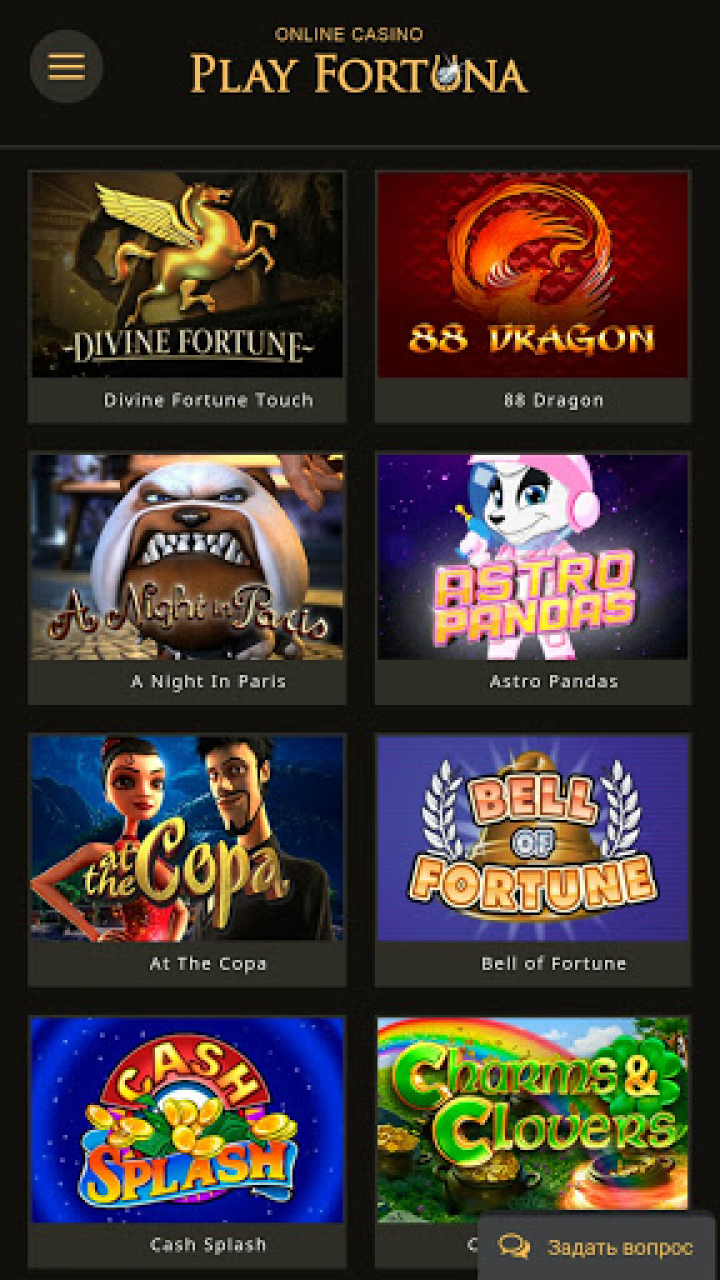 ONLINE CASINO
PLAY FORTUNA
-DIVINE FORTUNE-
88 DRAGON
Divine Fortune Touch
88 Dragon
A Night in Paris
ASTRO
PANDAS
A Night In Paris
Astro Pandas
at
the Copa
BELL
OF
FORTUNE
At The Copa
Bell of Fortune
CASH
SPLASH
Charms &
Clovers
Cash Splash
C
Задать вопрос